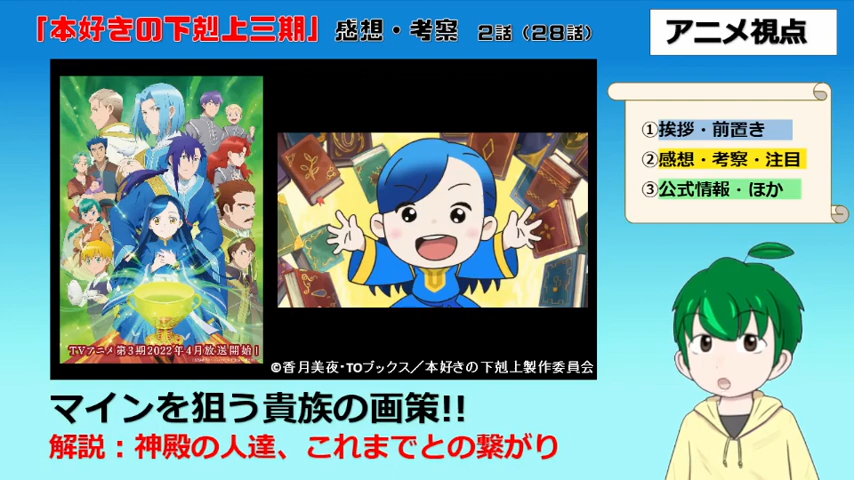 「本好きの下剋上三期」 感想・考察 2話（28話）
アニメ視点
①挨拶・前置き
②感想・考察・注目
③公式情報・ほか
TVアニメ第3期2022年4月放送開始！
©香月美夜・TOブックス／本好きの下剋上製作委員会
マインを狙う貴族の画策!!
解説：神殿の人達、これまでとの繋がり